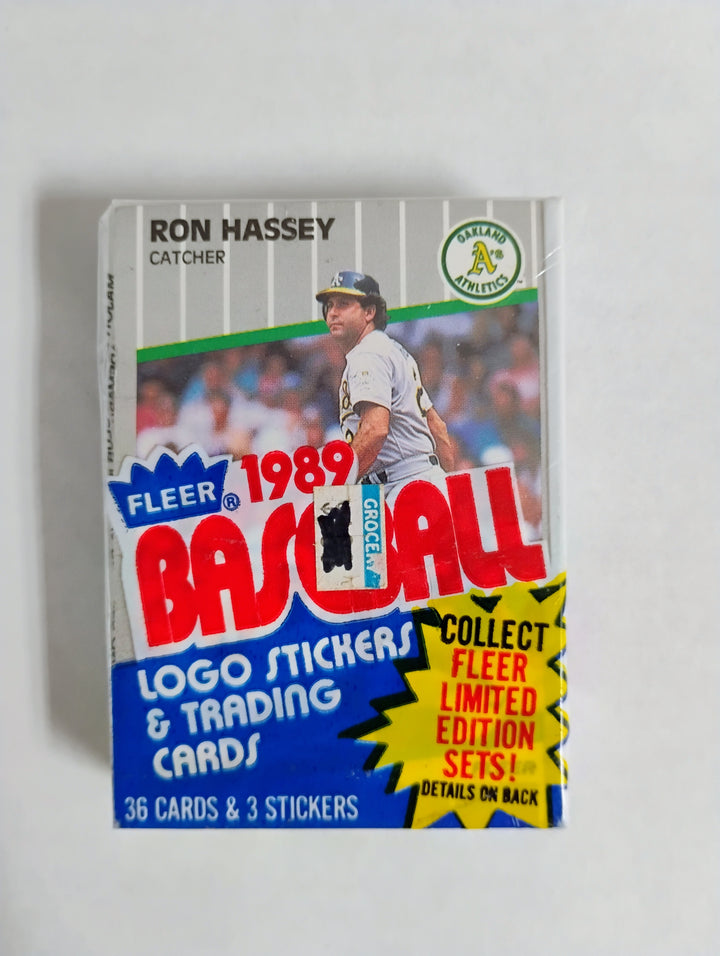 RON HASSEY
CATCHER
OAKLAND
A's
ATHLETICS
FLEER®
1989
BASEBALL
GROCERY
LOGO STICKERS
& TRADING
CARDS
COLLECT
FLEER
LIMITED
EDITION
SETS!
DETAILS ON BACK
36 CARDS & 3 STICKERS